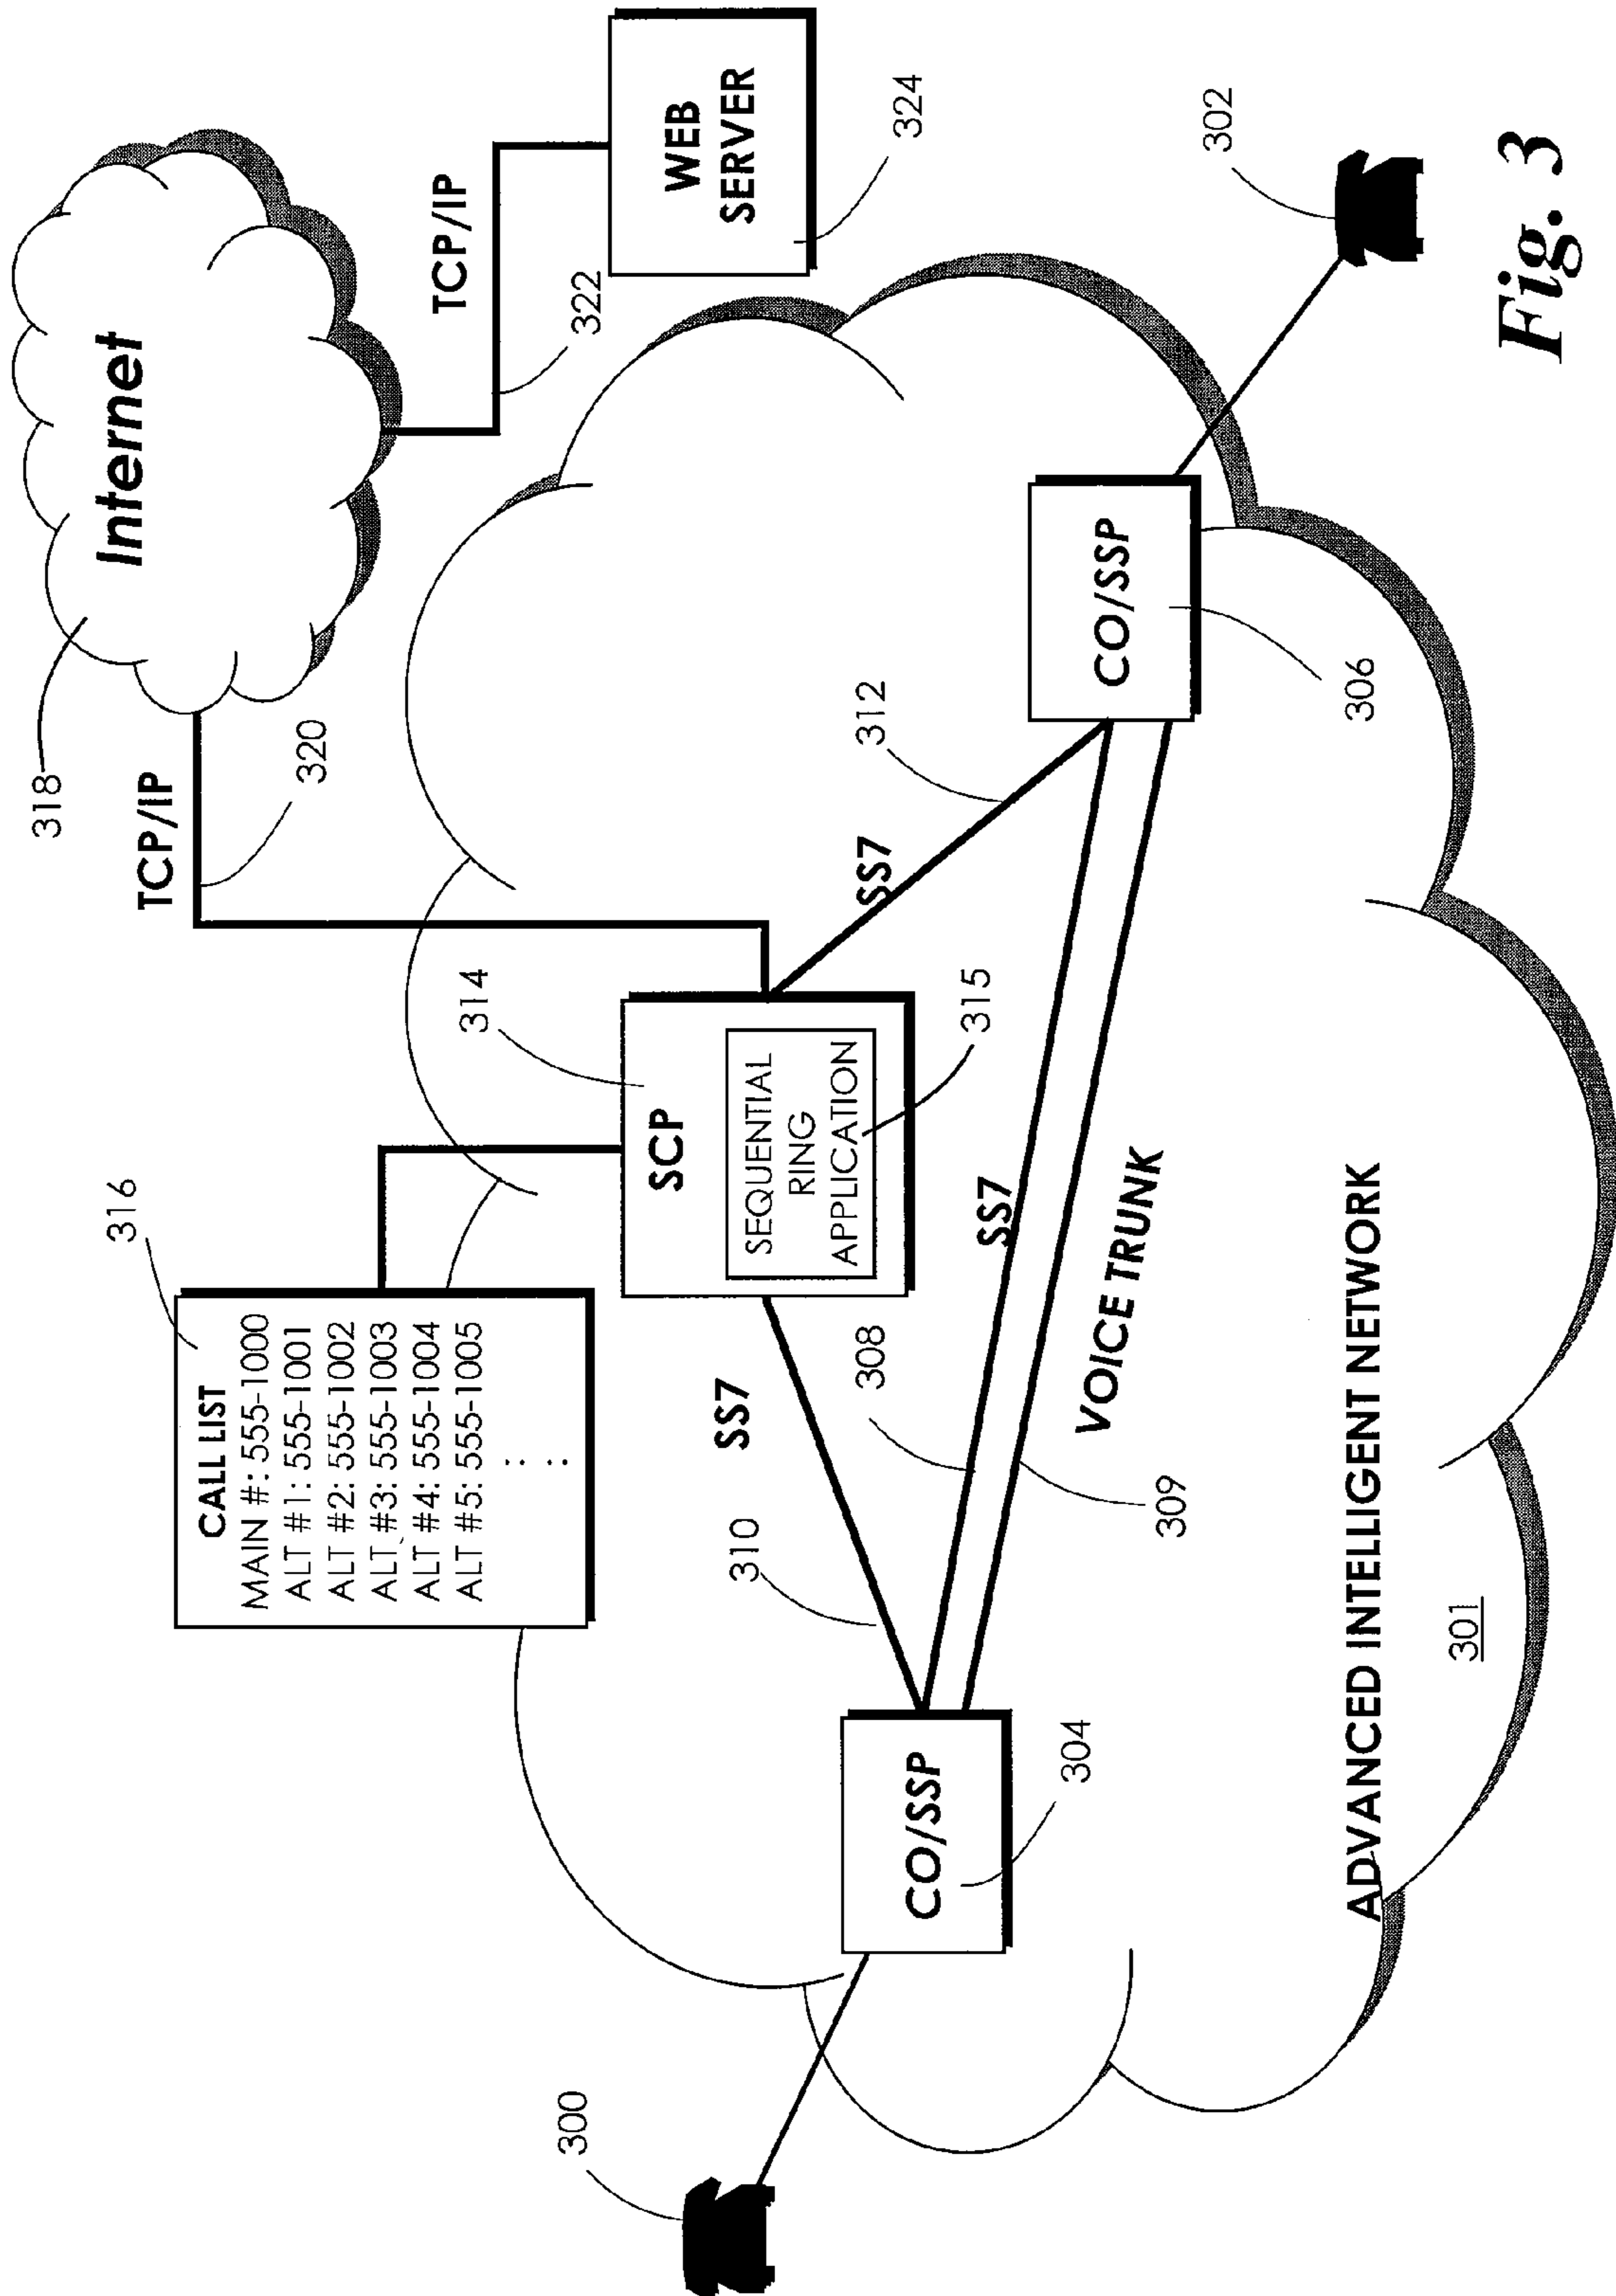 Internet
318
TCP/IP
320
TCP/IP
322
WEB
SERVER
324
316
CALL LIST
MAIN #: 555-1000
ALT #1: 555-1001
ALT #2: 555-1002
ALT #3: 555-1003
ALT #4: 555-1004
ALT #5: 555-1005
:
:
314
SCP
SEQUENTIAL
RING
APPLICATION
315
SS7
310
SS7
312
SS7
308
VOICE TRUNK
309
300
CO/SSP
304
CO/SSP
306
302
ADVANCED INTELLIGENT NETWORK
301
Fig. 3